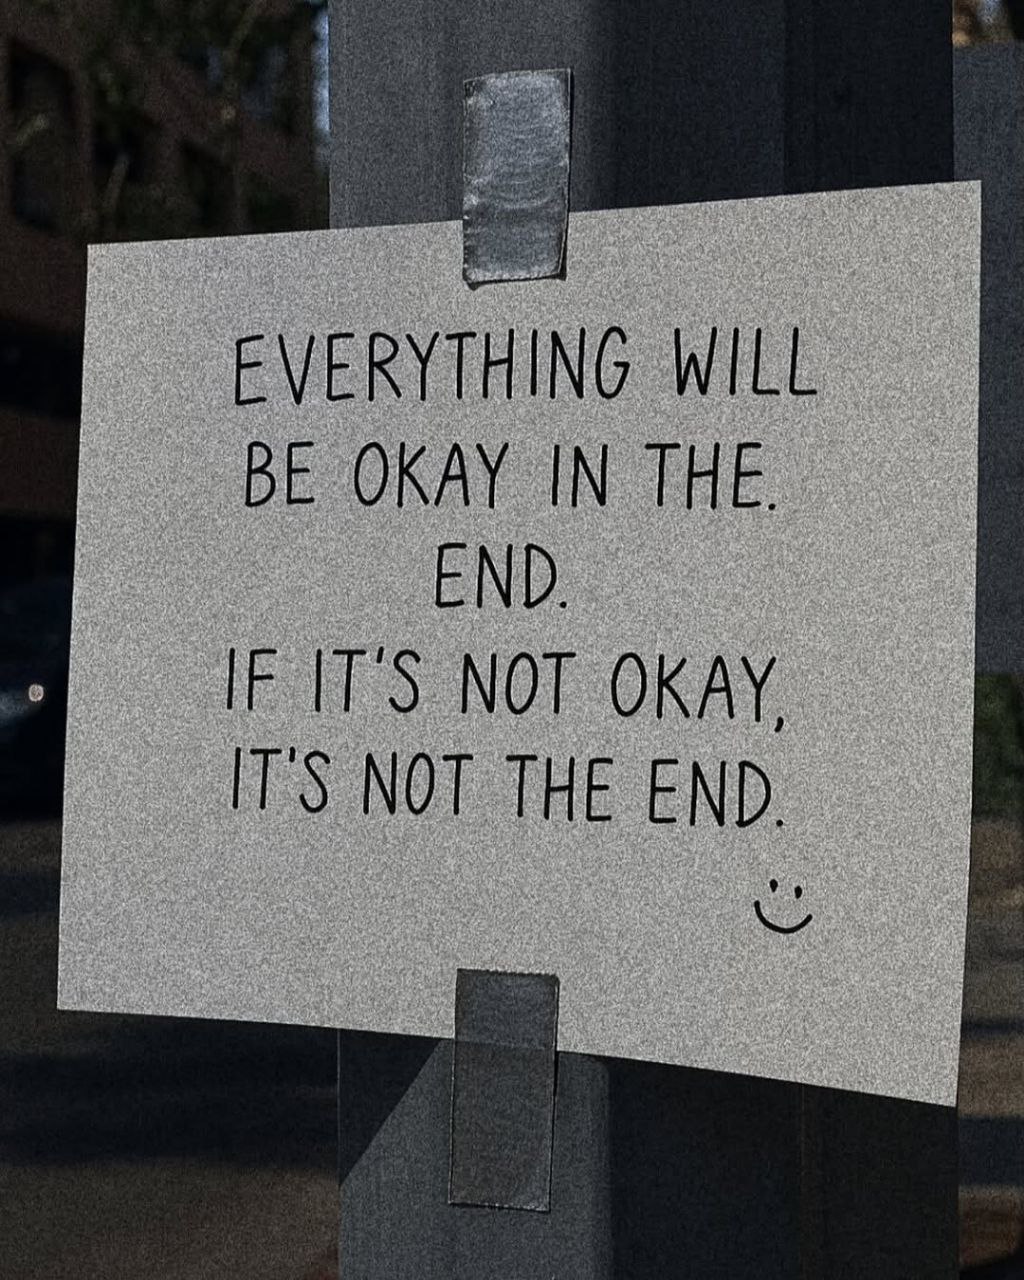 EVERYTHING WILL
BE OKAY IN THE.
END.
IF IT'S NOT OKAY,
IT'S NOT THE END.